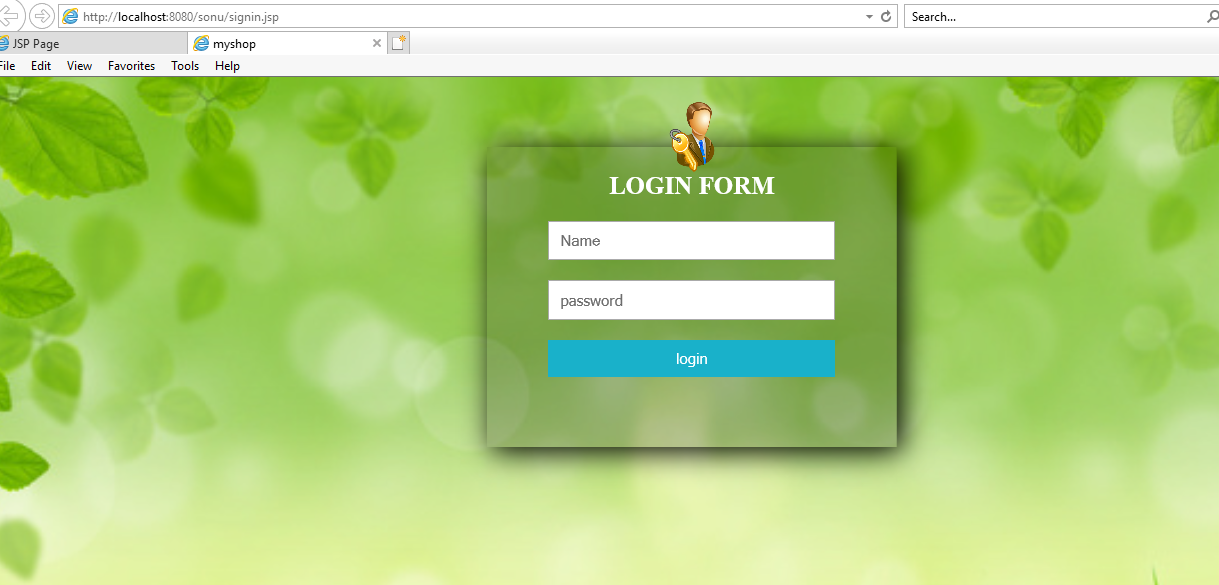 http://localhost:8080/sonu/signin.jsp
Search...
JSP Page
myshop
File Edit View Favorites Tools Help
LOGIN FORM
Name
password
login